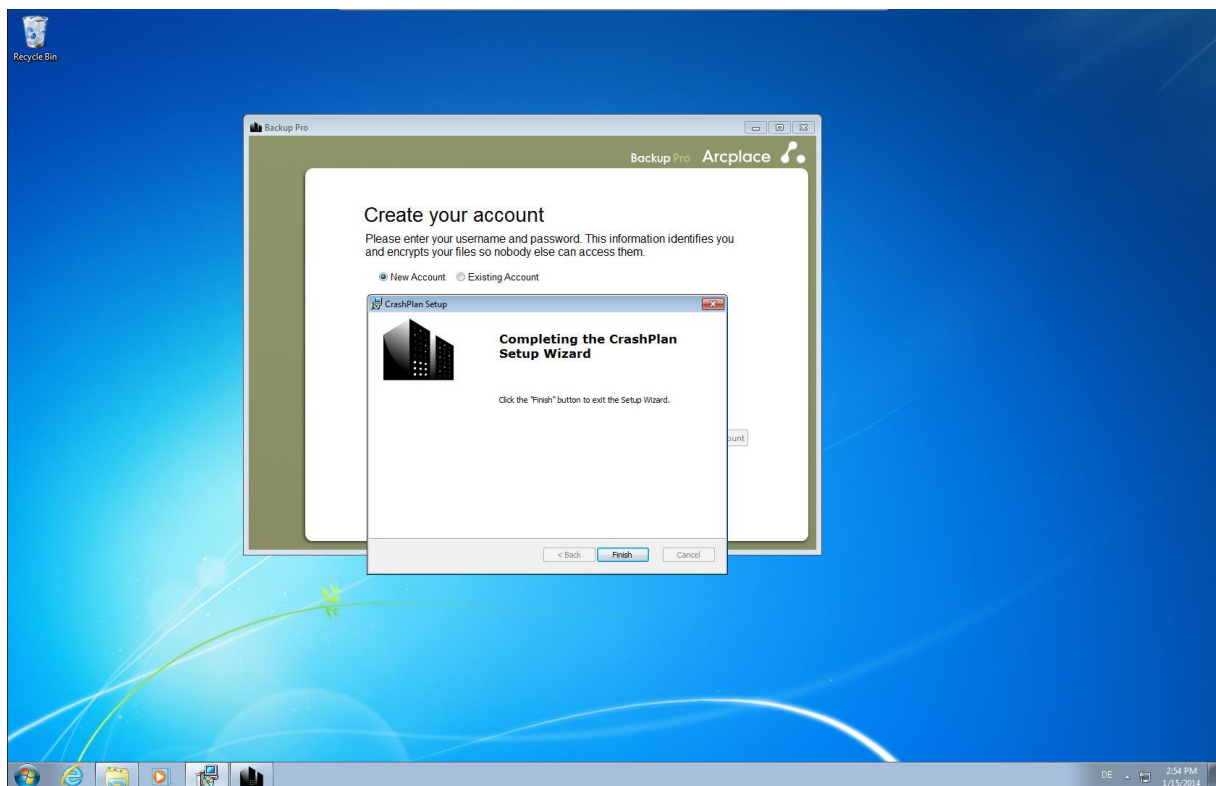 Recycle Bin
Backup Pro
Backup Pro Arcplace
Create your account
Please enter your username and password. This information identifies you
and encrypts your files so nobody else can access them.
New Account Existing Account
CrashPlan Setup
Completing the CrashPlan
Setup Wizard
Click the "Finish" button to exit the Setup Wizard.
ount
< Back Finish Cancel
DE 2:54 PM
1/15/2014